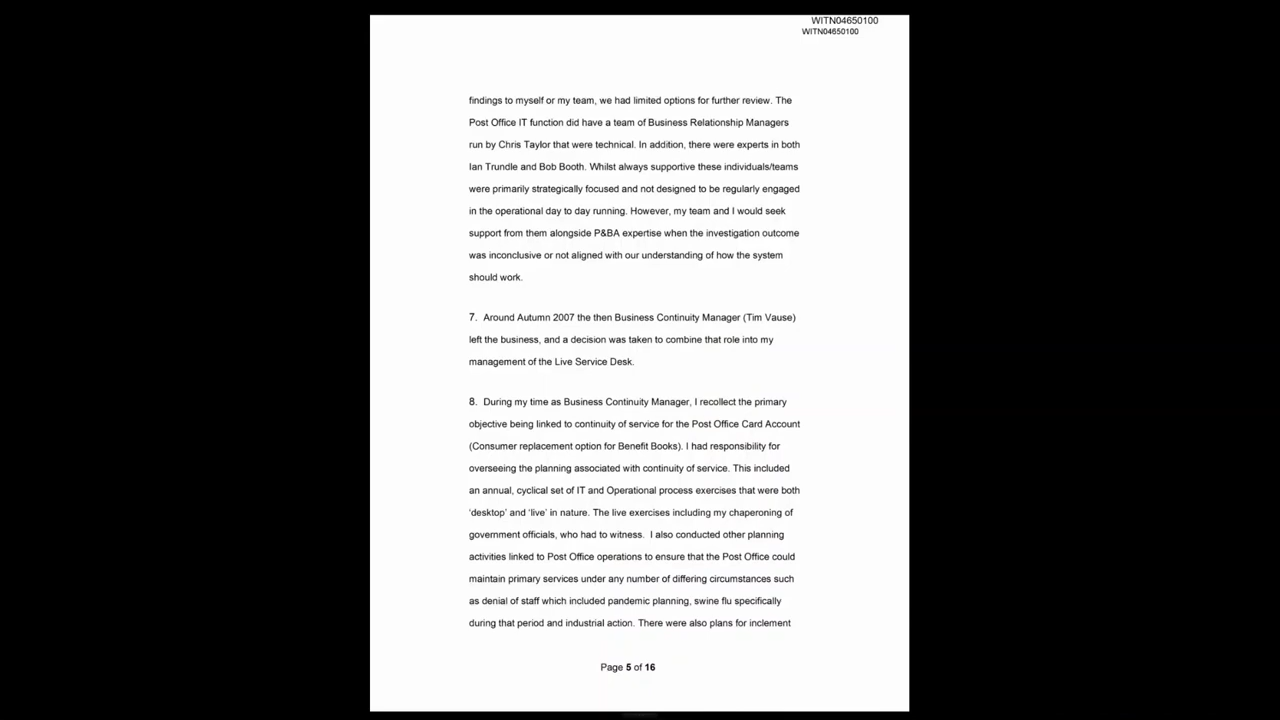 WITN04650100
WITN04650100
findings to myself or my team, we had limited options for further review. The
Post Office IT function did have a team of Business Relationship Managers
run by Chris Taylor that were technical. In addition, there were experts in both
Ian Trundle and Bob Booth. Whilst always supportive these individuals/teams
were primarily strategically focused and not designed to be regularly engaged
in the operational day to day running. However, my team and I would seek
support from them alongside P&BA expertise when the investigation outcome
was inconclusive or not aligned with our understanding of how the system
should work.
7. Around Autumn 2007 the then Business Continuity Manager (Tim Vause)
left the business, and a decision was taken to combine that role into my
management of the Live Service Desk.
8. During my time as Business Continuity Manager, I recollect the primary
objective being linked to continuity of service for the Post Office Card Account
(Consumer replacement option for Benefit Books). I had responsibility for
overseeing the planning associated with continuity of service. This included
an annual, cyclical set of IT and Operational process exercises that were both
‘desktop’ and ‘live’ in nature. The live exercises including my chaperoning of
government officials, who had to witness. I also conducted other planning
activities linked to Post Office operations to ensure that the Post Office could
maintain primary services under any number of differing circumstances such
as denial of staff which included pandemic planning, swine flu specifically
during that period and industrial action. There were also plans for inclement
Page 5 of 16